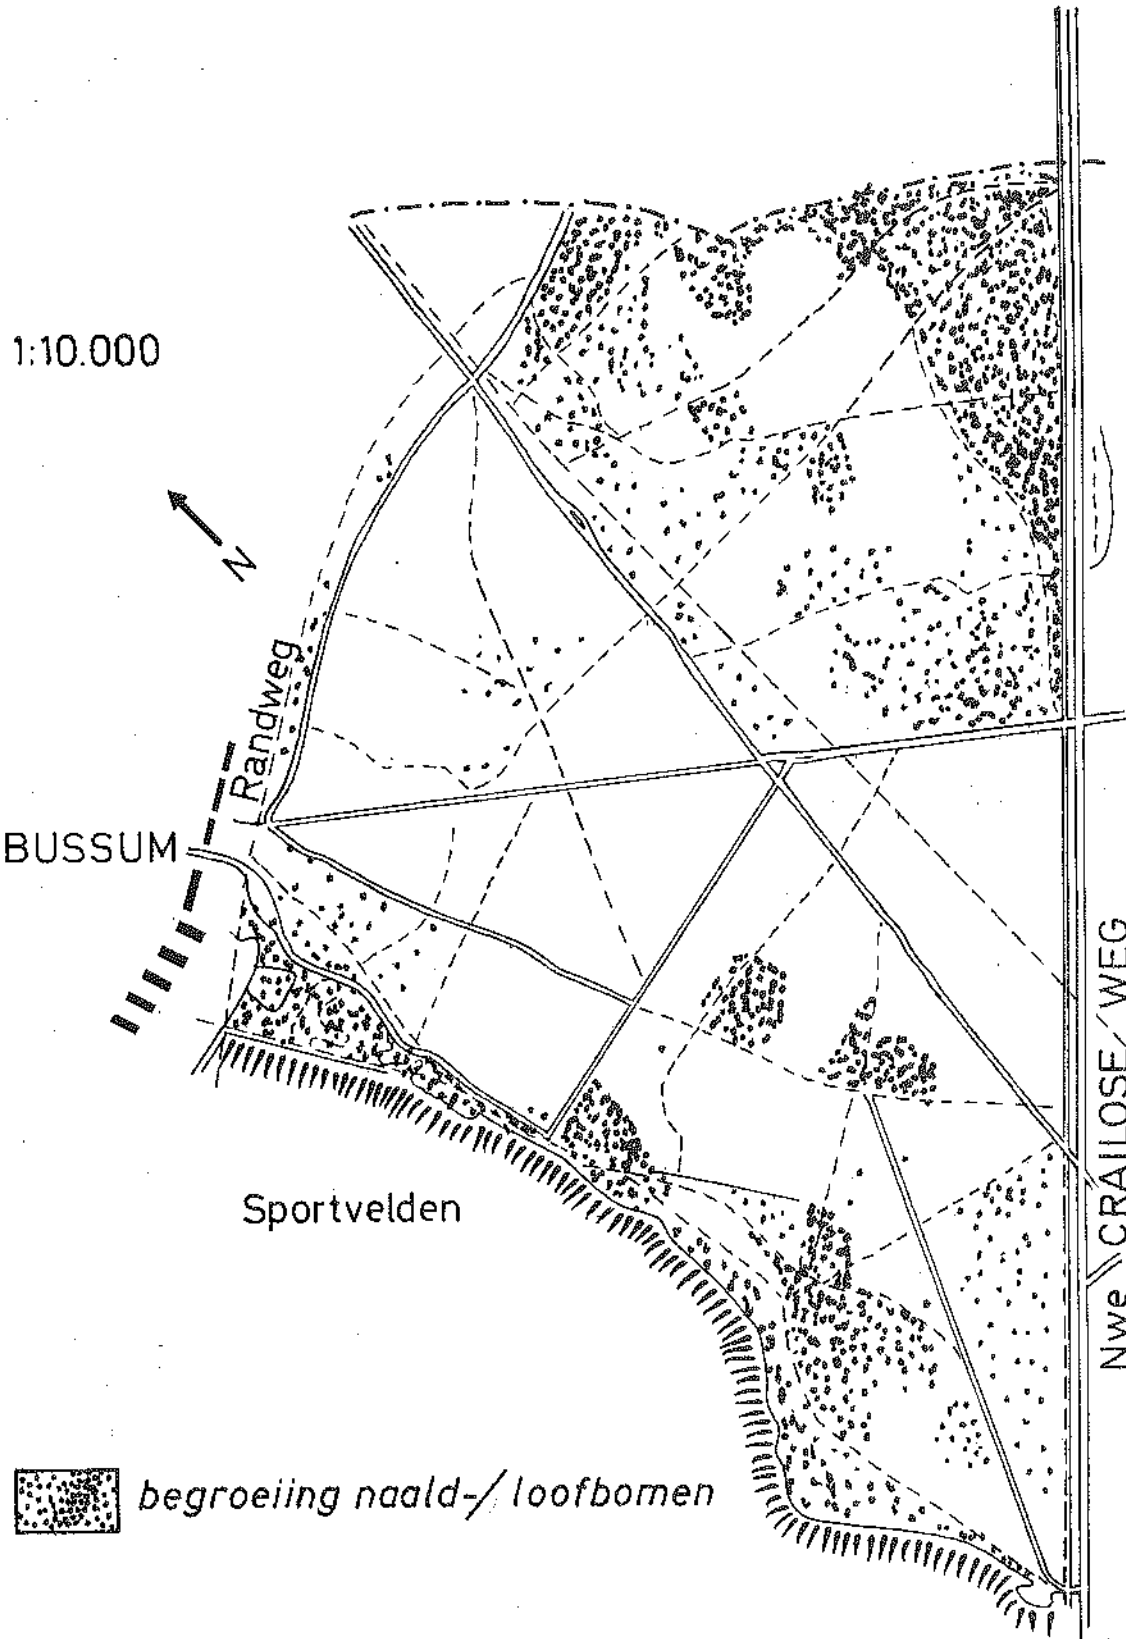 1:10.000
N
Randweg
BUSSUM
Nwe CRAILOSE WEG
Sportvelden
begroeiing naald-/loofbomen